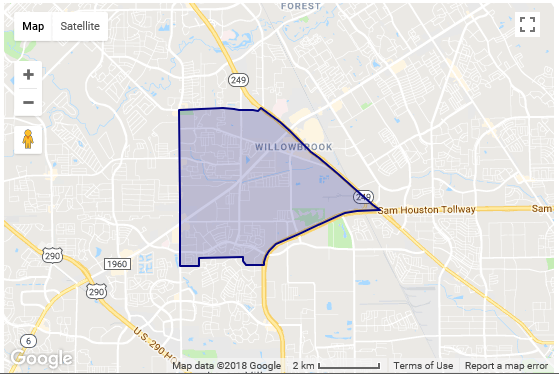 FOREST
Map
Satellite
249
WILLOWBROOK
249
Sam Houston Tollway
290
1960
290
6
U.S. 290 H
Google
Map data ©2018 Google
2 km
Terms of Use
Report a map error